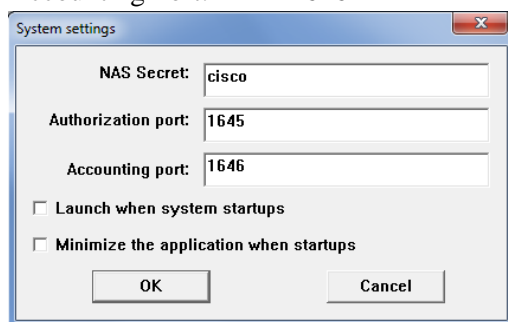 System settings
NAS Secret: cisco
Authorization port: 1645
Accounting port: 1646
Launch when system startups
Minimize the application when startups
OK Cancel